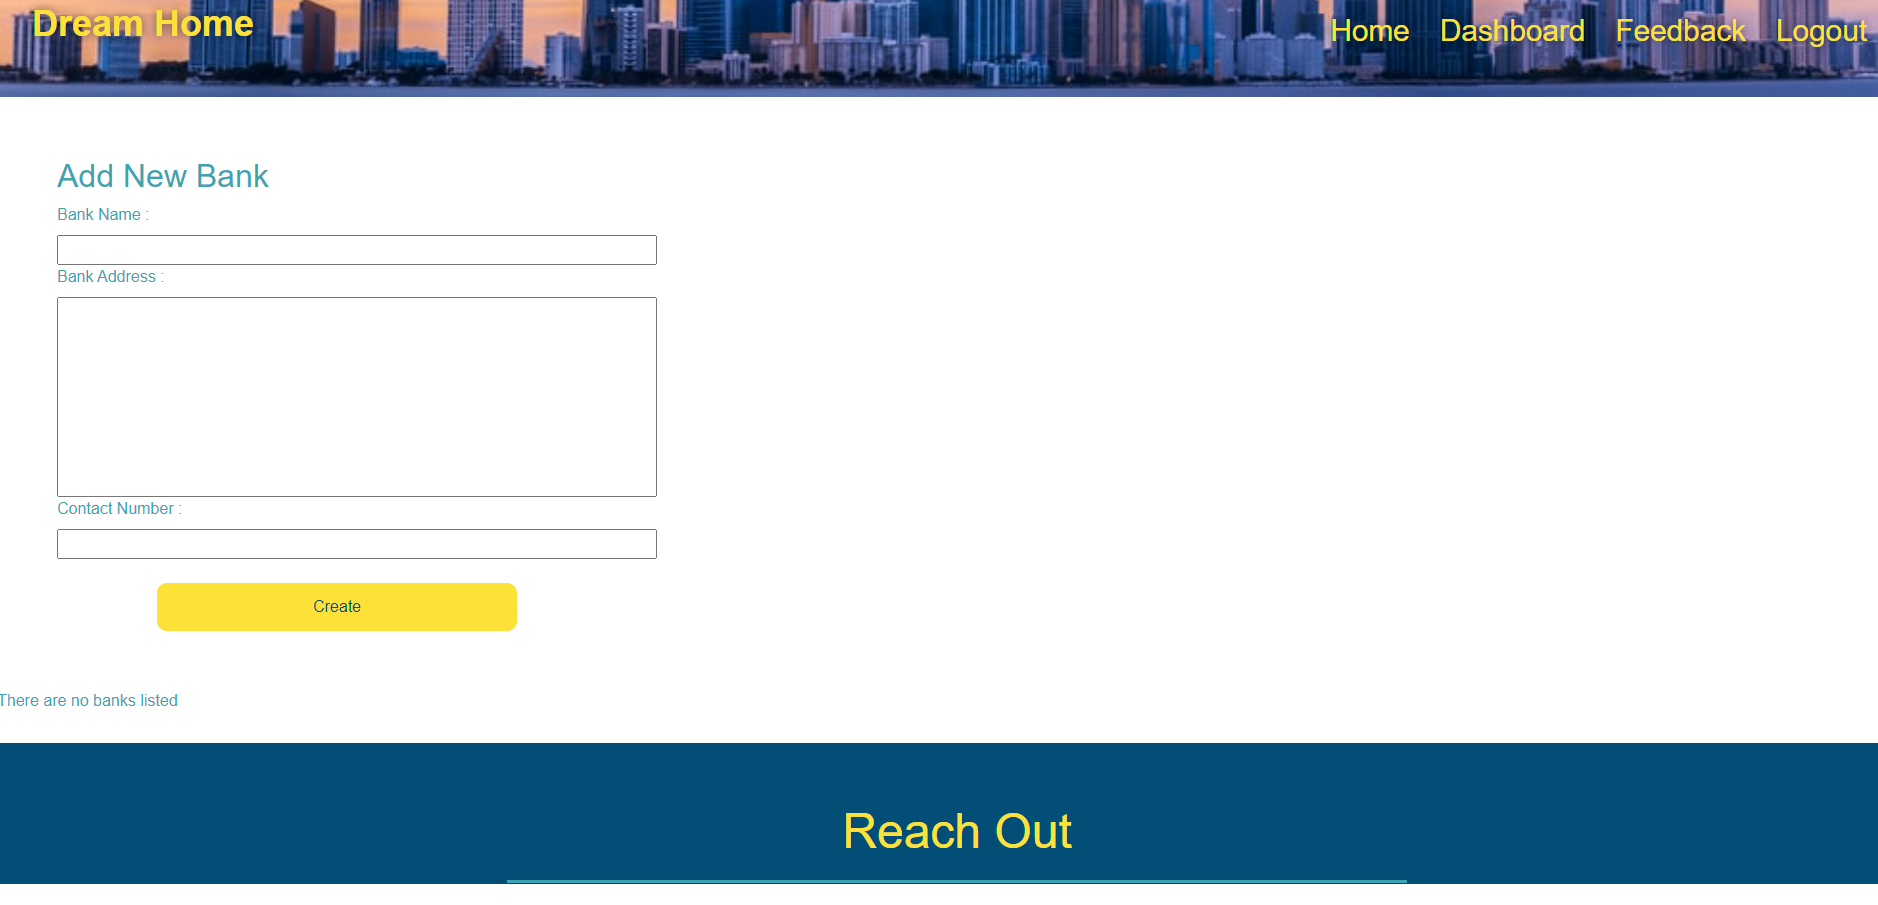 Dream Home
Home Dashboard Feedback Logout
Add New Bank
Bank Name :
Bank Address :
Contact Number :
Create
There are no banks listed
Reach Out